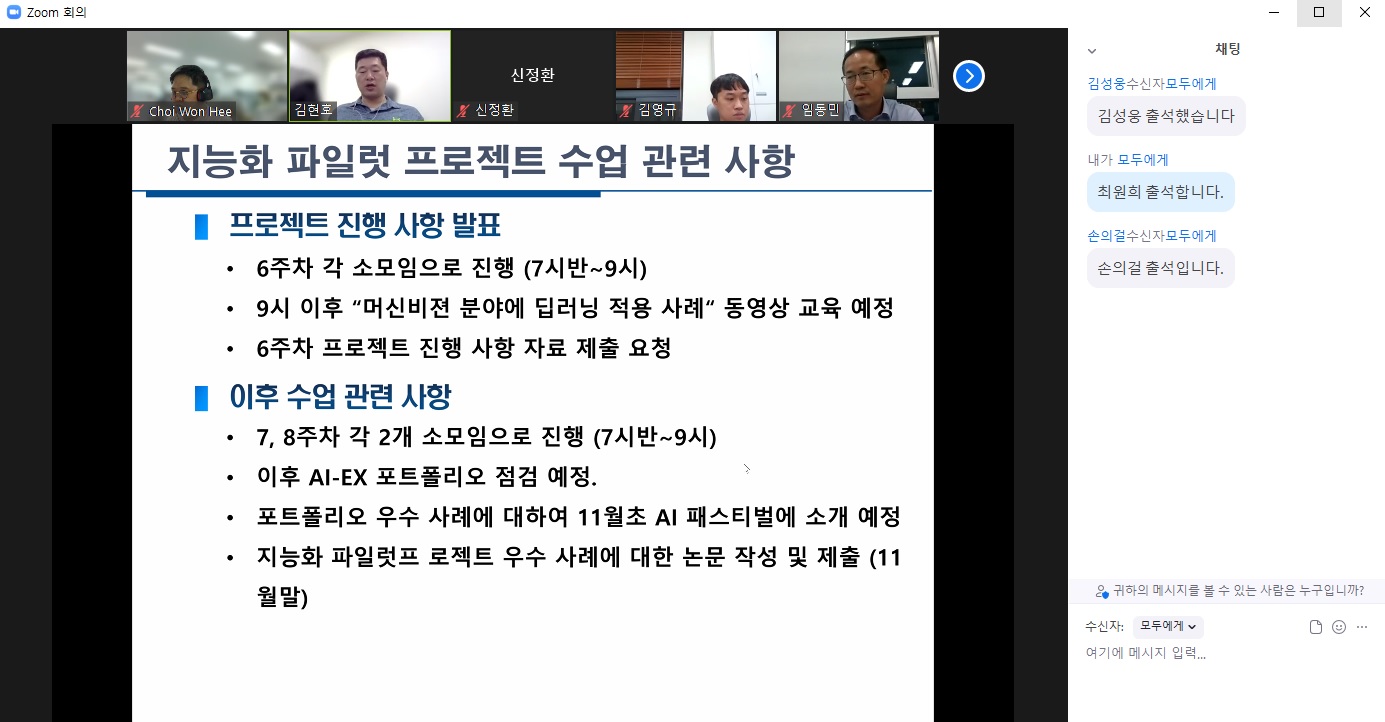 Zoom 회의
신정환
Choi Won Hee
김현호
신정환
김영규
임동민
지능화 파일럿 프로젝트 수업 관련 사항
프로젝트 진행 사항 발표
• 6주차 각 소모임으로 진행 (7시반~9시)
• 9시 이후 “머신비젼 분야에 딥러닝 적용 사례“ 동영상 교육 예정
• 6주차 프로젝트 진행 사항 자료 제출 요청
이후 수업 관련 사항
• 7, 8주차 각 2개 소모임으로 진행 (7시반~9시)
• 이후 AI-EX 포트폴리오 점검 예정.
• 포트폴리오 우수 사례에 대하여 11월초 AI 패스티벌에 소개 예정
• 지능화 파일럿프 로젝트 우수 사례에 대한 논문 작성 및 제출 (11
월말)
채팅
김성웅수신자모두에게
김성웅 출석했습니다
내가 모두에게
최원희 출석합니다.
손의걸수신자모두에게
손의걸 출석입니다.
귀하의 메시지를 볼 수 있는 사람은 누구입니까?
수신자: 모두에게
여기에 메시지 입력...